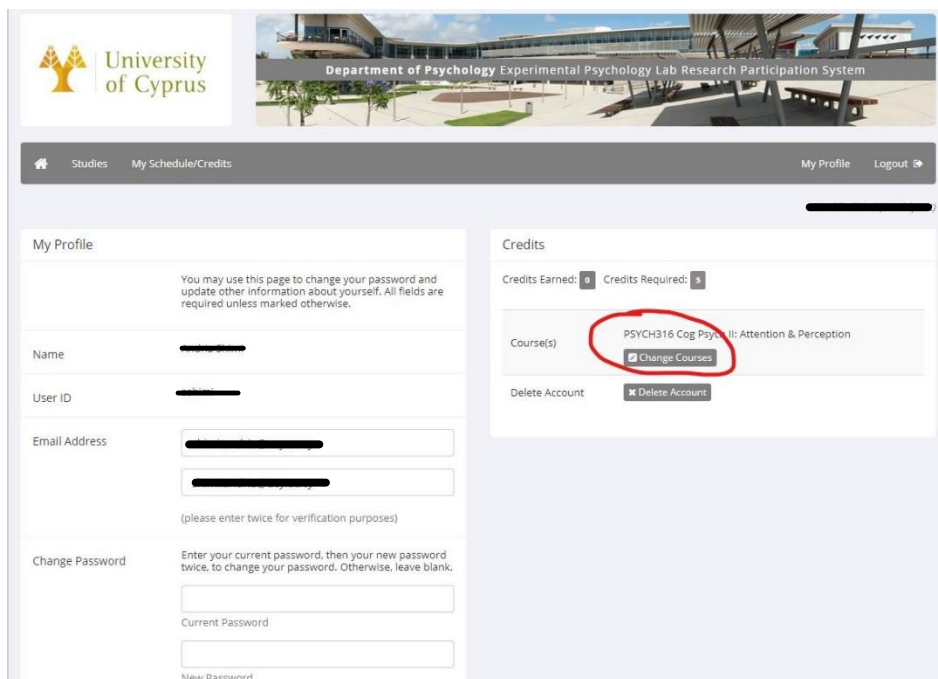 University
of Cyprus
Department of Psychology Experimental Psychology Lab Research Participation System
Studies My Schedule/Credits My Profile Logout
My Profile
You may use this page to change your password and
update other information about yourself. All fields are
required unless marked otherwise.
Name
User ID
Email Address
(please enter twice for verification purposes)
Change Password
Enter your current password, then your new password
twice, to change your password. Otherwise, leave blank.
Current Password
New Password
Credits
Credits Earned: 0 Credits Required: 5
Course(s)
PSYCH316 Cog Psych II: Attention & Perception
Change Courses
Delete Account
Delete Account